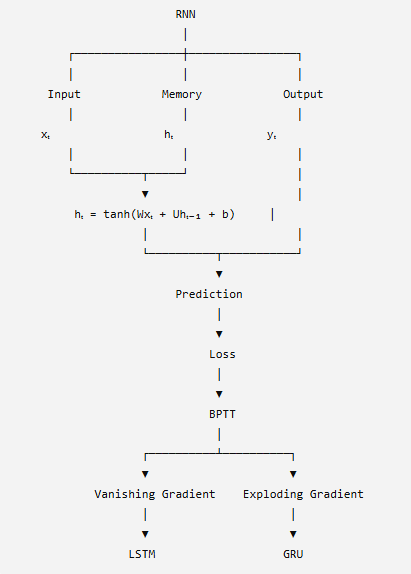 RNN
Input Memory Output
xₜ hₜ yₜ
hₜ = tanh(Wxₜ + Uhₜ₋₁ + b)
Prediction
Loss
BPTT
Vanishing Gradient Exploding Gradient
LSTM GRU